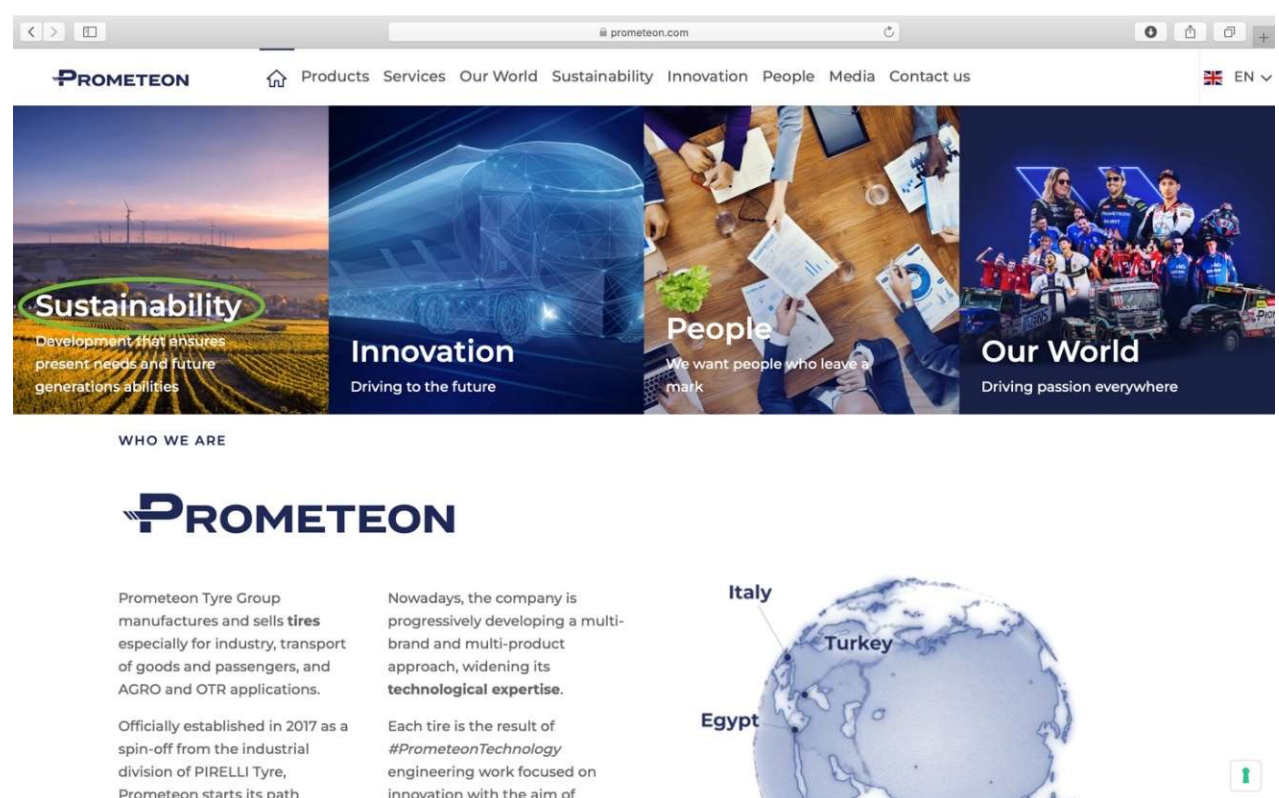 prometeon.com
PROMETEON
Products Services Our World Sustainability Innovation People Media Contact us
EN
Sustainability
Development that ensures
present needs and future
generations abilities
Innovation
Driving to the future
People
We want people who leave a
mark
Our World
Driving passion everywhere
WHO WE ARE
PROMETEON
Prometeon Tyre Group
manufactures and sells tires
especially for industry, transport
of goods and passengers, and
AGRO and OTR applications.
Officially established in 2017 as a
spin-off from the industrial
division of PIRELLI Tyre,
Prometeon starts its path
Nowadays, the company is
progressively developing a multi-
brand and multi-product
approach, widening its
technological expertise.
Each tire is the result of
#PrometeonTechnology
engineering work focused on
innovation with the aim of
Italy
Turkey
Egypt